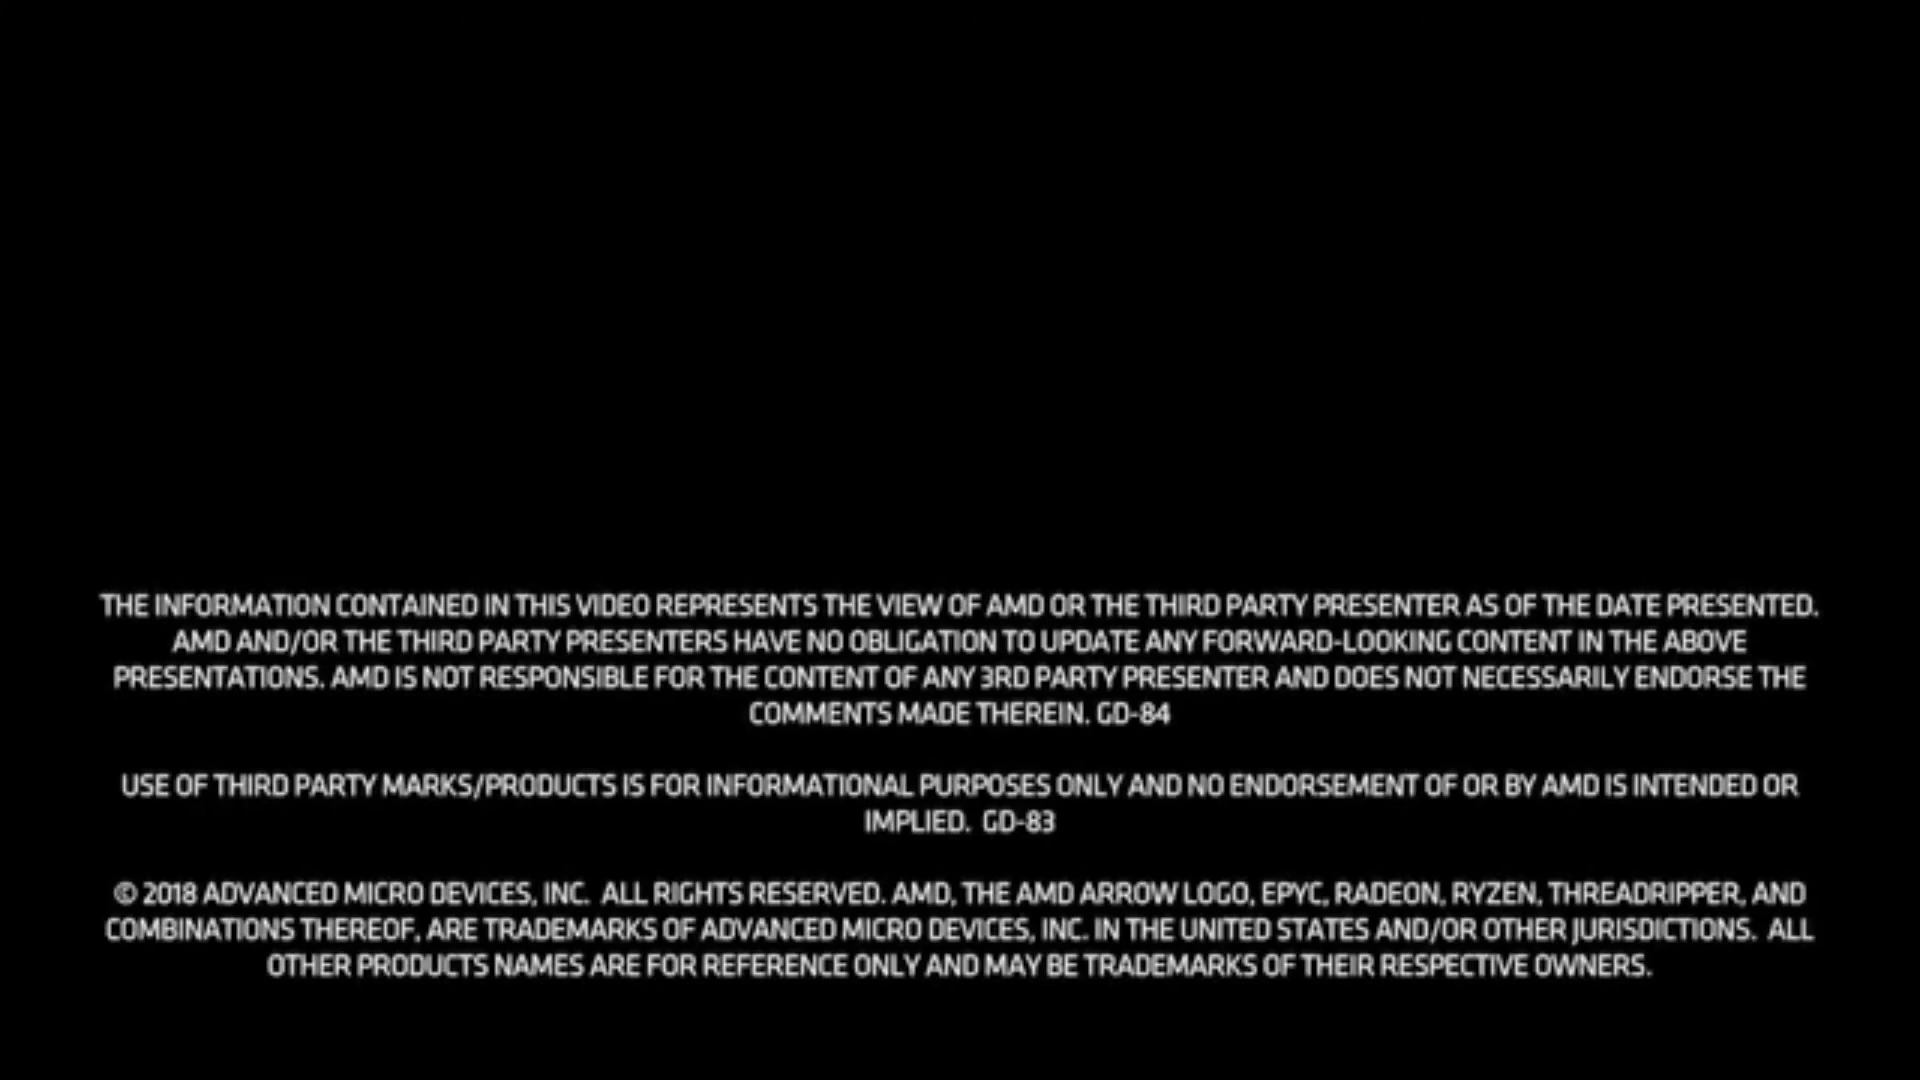 THE INFORMATION CONTAINED IN THIS VIDEO REPRESENTS THE VIEW OF AMD OR THE THIRD PARTY PRESENTER AS OF THE DATE PRESENTED.
AMD AND/OR THE THIRD PARTY PRESENTERS HAVE NO OBLIGATION TO UPDATE ANY FORWARD-LOOKING CONTENT IN THE ABOVE
PRESENTATIONS. AMD IS NOT RESPONSIBLE FOR THE CONTENT OF ANY 3RD PARTY PRESENTER AND DOES NOT NECESSARILY ENDORSE THE
COMMENTS MADE THEREIN. GD-84
USE OF THIRD PARTY MARKS/PRODUCTS IS FOR INFORMATIONAL PURPOSES ONLY AND NO ENDORSEMENT OF OR BY AMD IS INTENDED OR
IMPLIED. GD-83
© 2018 ADVANCED MICRO DEVICES, INC. ALL RIGHTS RESERVED. AMD, THE AMD ARROW LOGO, EPYC, RADEON, RYZEN, THREADRIPPER, AND
COMBINATIONS THEREOF, ARE TRADEMARKS OF ADVANCED MICRO DEVICES, INC. IN THE UNITED STATES AND/OR OTHER JURISDICTIONS. ALL
OTHER PRODUCTS NAMES ARE FOR REFERENCE ONLY AND MAY BE TRADEMARKS OF THEIR RESPECTIVE OWNERS.